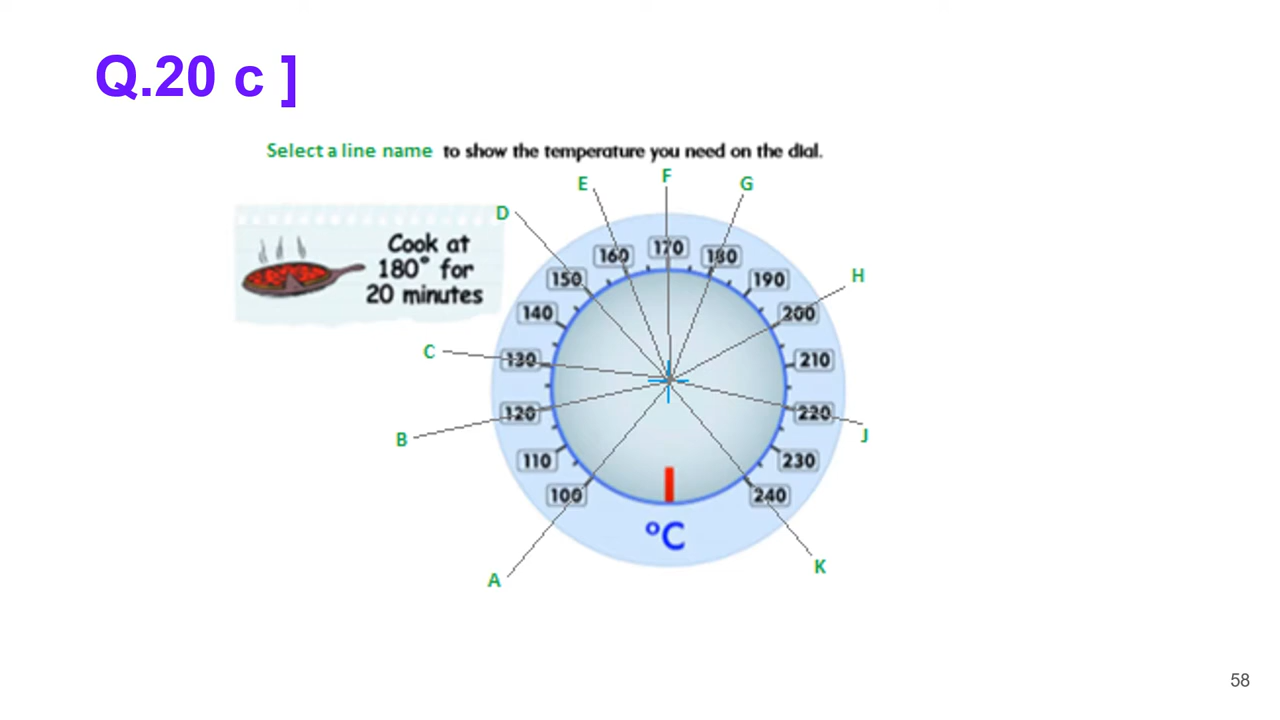 Q.20 c ]
Select a line name to show the temperature you need on the dial.
Cook at
180° for
20 minutes
E
F
G
D
H
C
B
J
A
K
160
170
180
150
190
140
200
130
210
120
220
110
230
100
240
°C
58